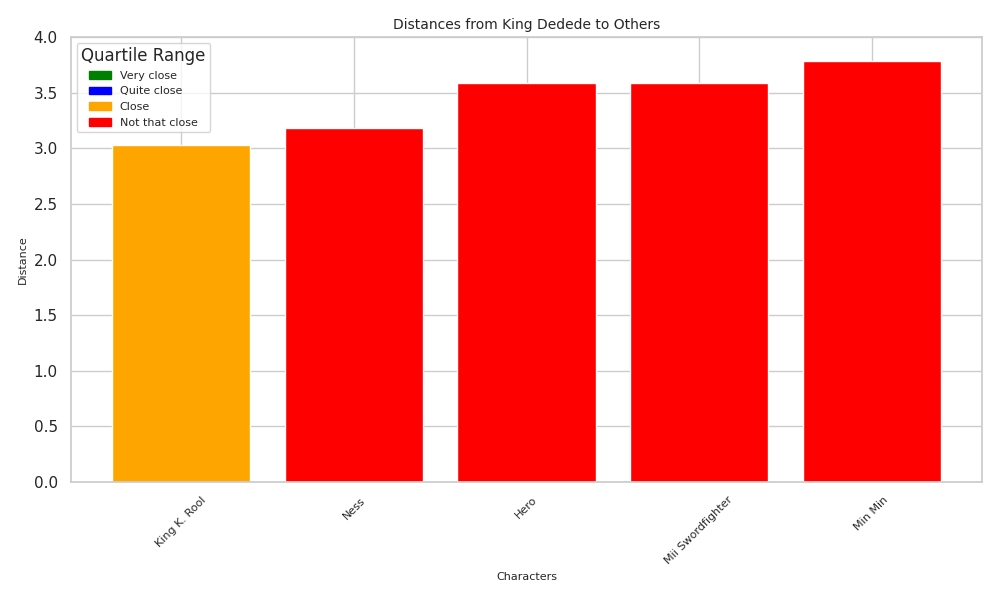 Distances from King Dedede to Others
Quartile Range
Very close
Quite close
Close
Not that close
4.0
3.5
3.0
2.5
2.0
1.5
1.0
0.5
0.0
Distance
King K. Rool
Ness
Hero
Mii Swordfighter
Min Min
Characters